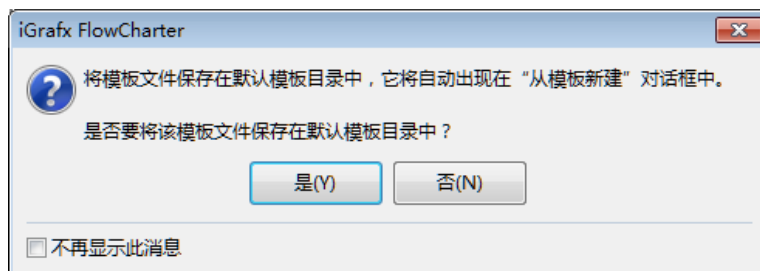 iGrafx FlowCharter
将模板文件保存在默认模板目录中，它将自动出现在“从模板新建”对话框中。
是否要将该模板文件保存在默认模板目录中？
是(Y)
否(N)
不再显示此消息